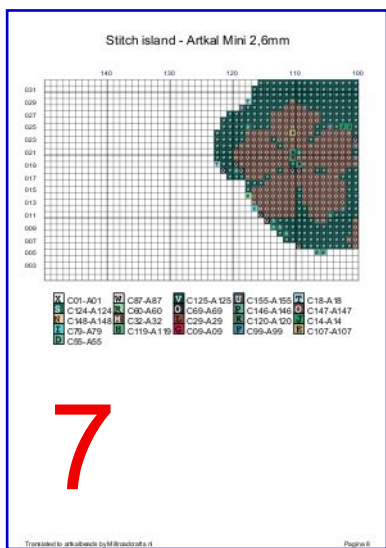 Stitch island - Artkal Mini 2,6mm
140 130 120 110 100
031
029
027
025
023
021
019
017
015
013
011
009
007
005
003
X C01-A01 W C87-A87 V C125-A125 U C155-A155 T C18-A18
S C124-A124 R C60-A60 Q C69-A69 P C146-A146 O C147-A147
N C148-A148 M C32-A32 L C29-A29 K C120-A120 J C14-A14
I C79-A79 H C119-A119 G C09-A09 F C99-A99 E C107-A107
D C55-A55
7
Translated to artkalbeads by Millroadcrafts.nl Pagina 8